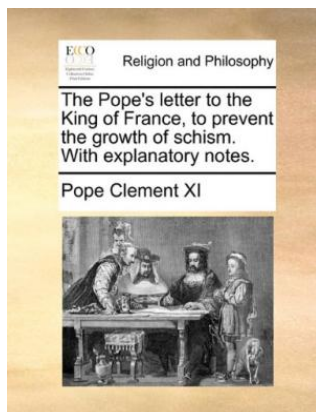 ECCO
Religion and Philosophy
The Pope's letter to the
King of France, to prevent
the growth of schism.
With explanatory notes.
Pope Clement XI